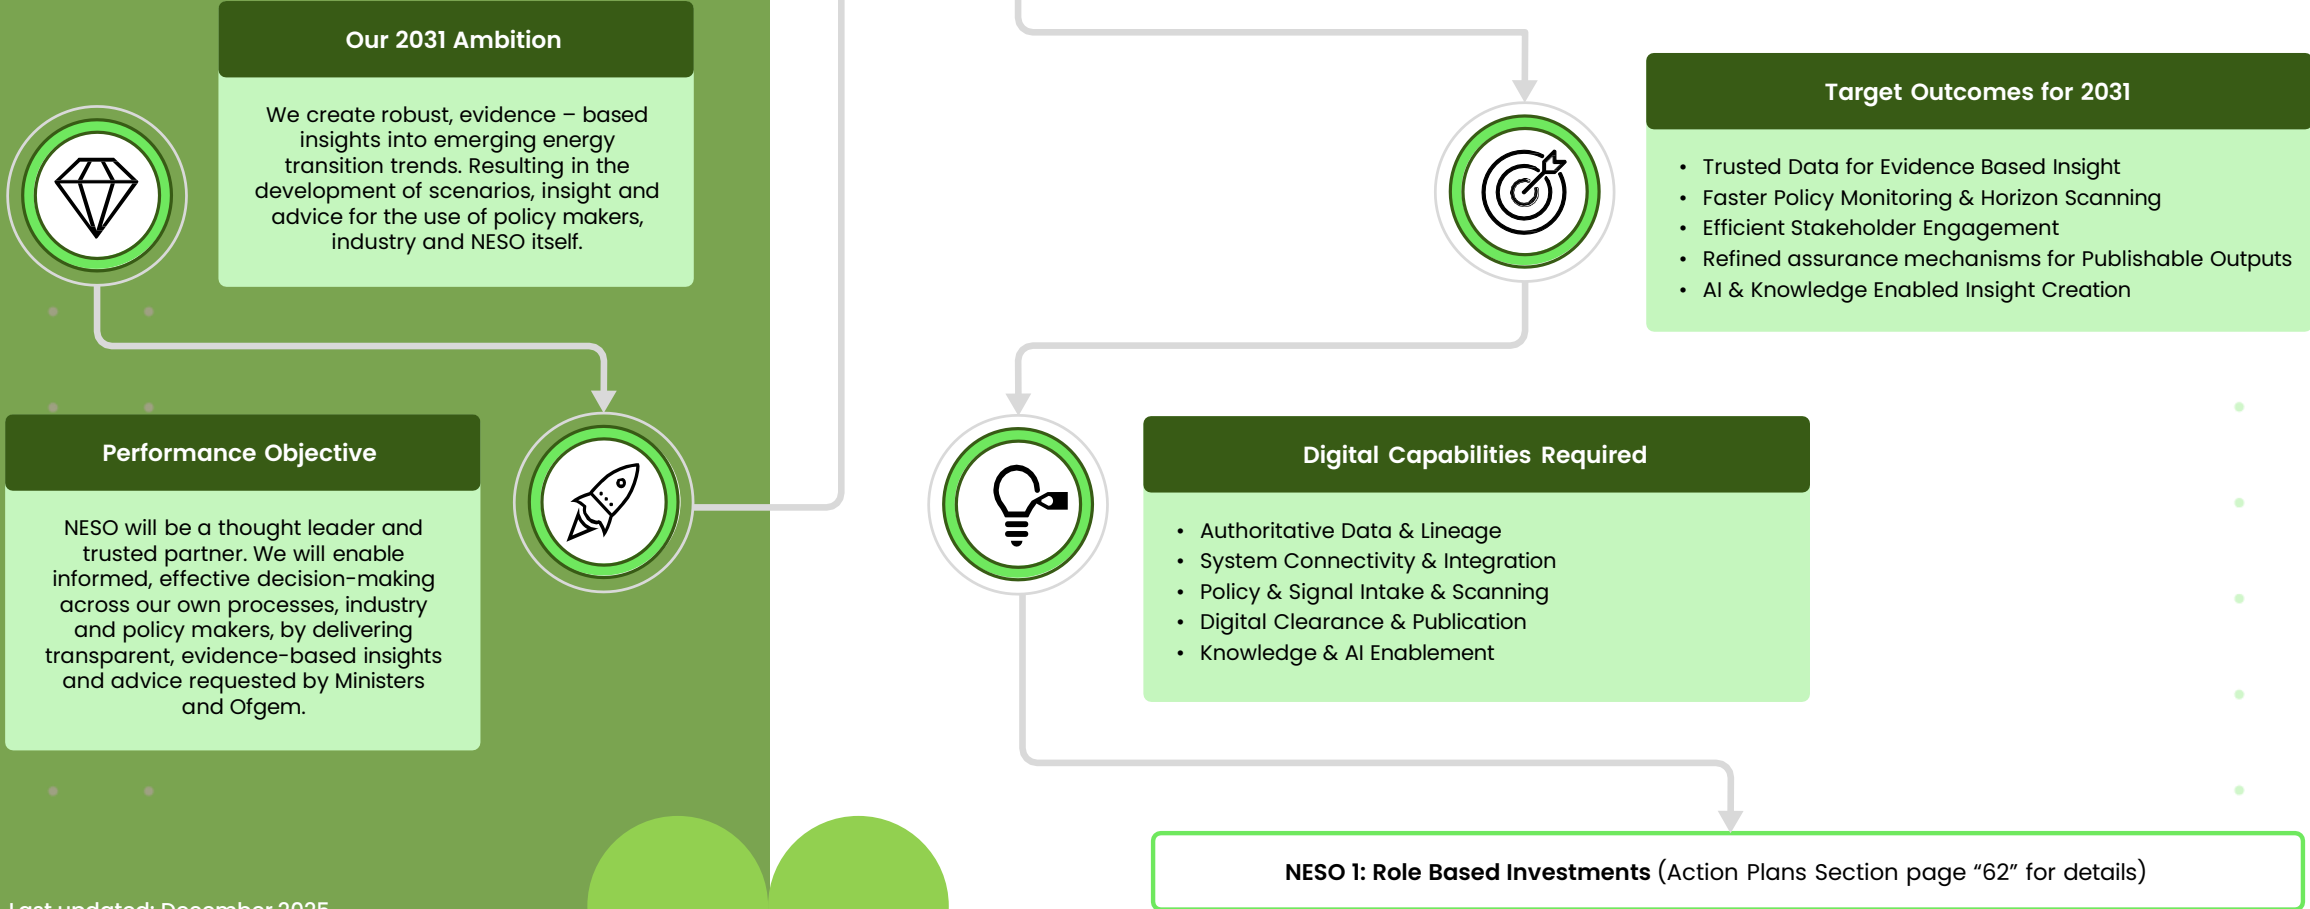 Our 2031 Ambition
We create robust, evidence – based
insights into emerging energy
transition trends. Resulting in the
development of scenarios, insight and
advice for the use of policy makers,
industry and NESO itself.
Performance Objective
NESO will be a thought leader and
trusted partner. We will enable
informed, effective decision-making
across our own processes, industry
and policy makers, by delivering
transparent, evidence-based insights
and advice requested by Ministers
and Ofgem.
Target Outcomes for 2031
• Trusted Data for Evidence Based Insight
• Faster Policy Monitoring & Horizon Scanning
• Efficient Stakeholder Engagement
• Refined assurance mechanisms for Publishable Outputs
• AI & Knowledge Enabled Insight Creation
Digital Capabilities Required
• Authoritative Data & Lineage
• System Connectivity & Integration
• Policy & Signal Intake & Scanning
• Digital Clearance & Publication
• Knowledge & AI Enablement
NESO 1: Role Based Investments (Action Plans Section page “62” for details)
Last updated: December 2025